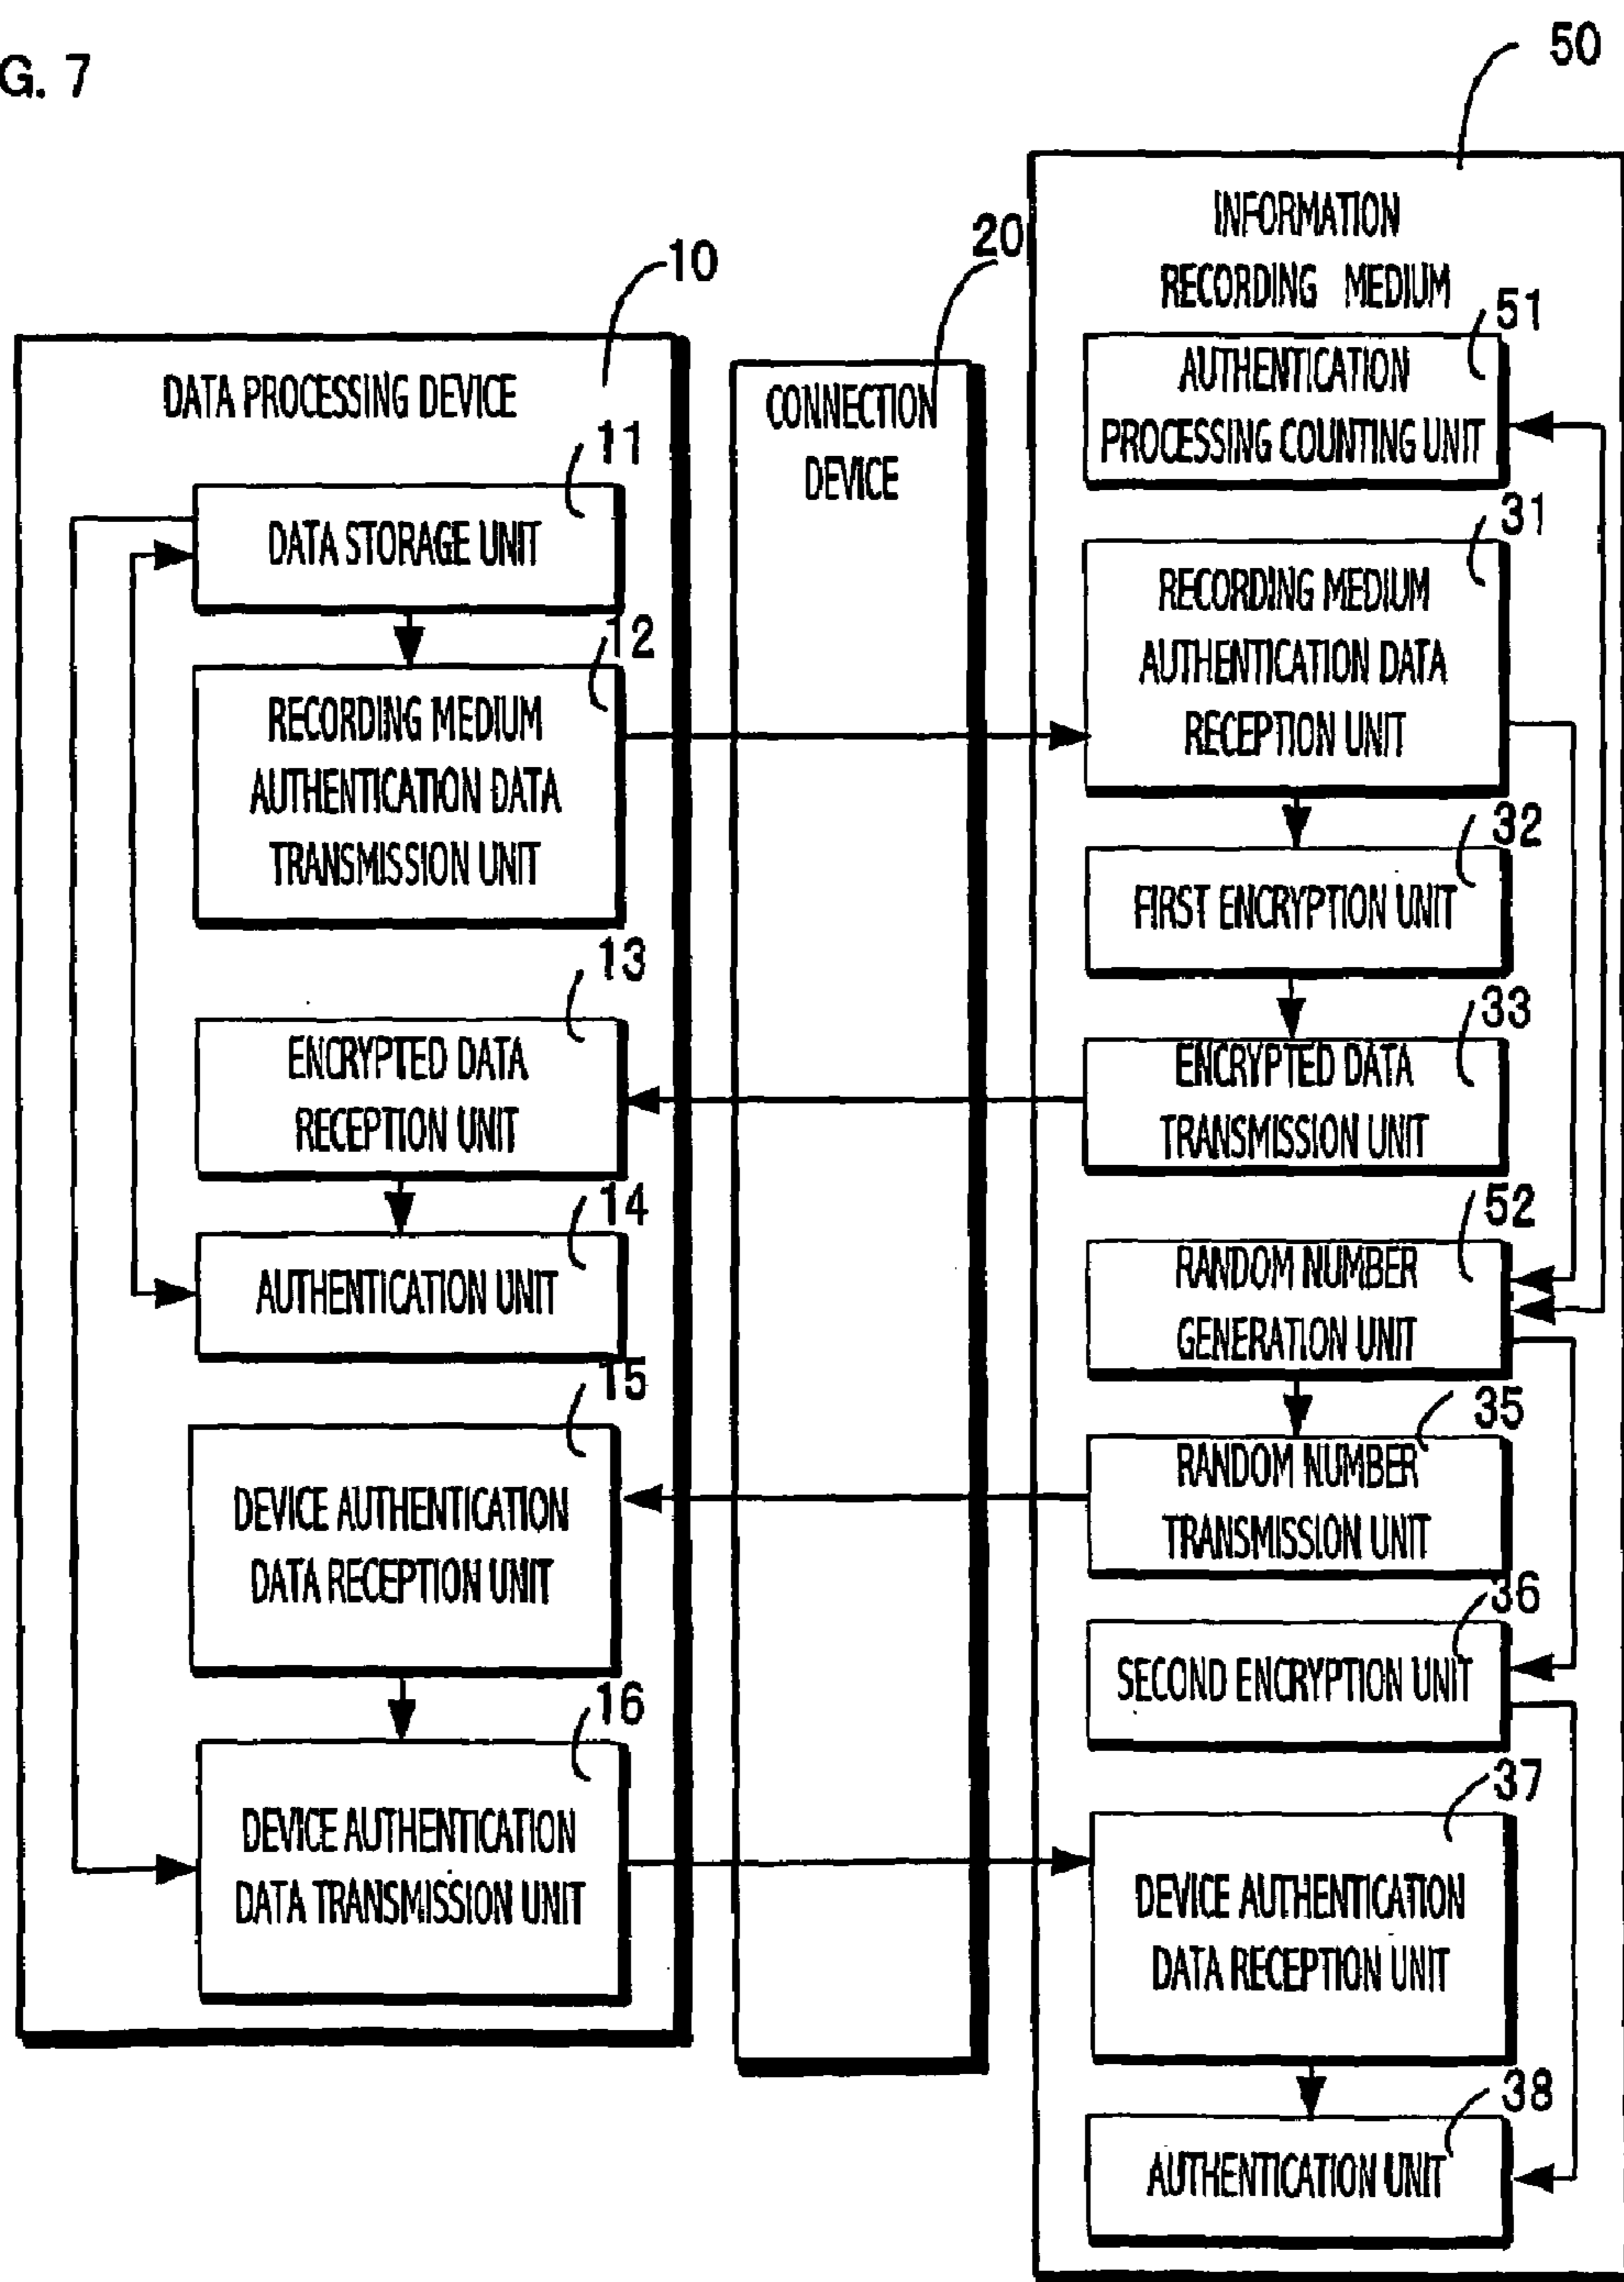 G. 7
50
INFORMATION
RECORDING MEDIUM
10
20
51
DATA PROCESSING DEVICE
CONNECTION
DEVICE
AUTHENTICATION
PROCESSING COUNTING UNIT
11
DATA STORAGE UNIT
31
RECORDING MEDIUM
AUTHENTICATION DATA
RECEPTION UNIT
12
RECORDING MEDIUM
AUTHENTICATION DATA
TRANSMISSION UNIT
32
FIRST ENCRYPTION UNIT
13
ENCRYPTED DATA
RECEPTION UNIT
33
ENCRYPTED DATA
TRANSMISSION UNIT
14
AUTHENTICATION UNIT
52
RANDOM NUMBER
GENERATION UNIT
15
DEVICE AUTHENTICATION
DATA RECEPTION UNIT
35
RANDOM NUMBER
TRANSMISSION UNIT
36
SECOND ENCRYPTION UNIT
16
DEVICE AUTHENTICATION
DATA TRANSMISSION UNIT
37
DEVICE AUTHENTICATION
DATA RECEPTION UNIT
38
AUTHENTICATION UNIT